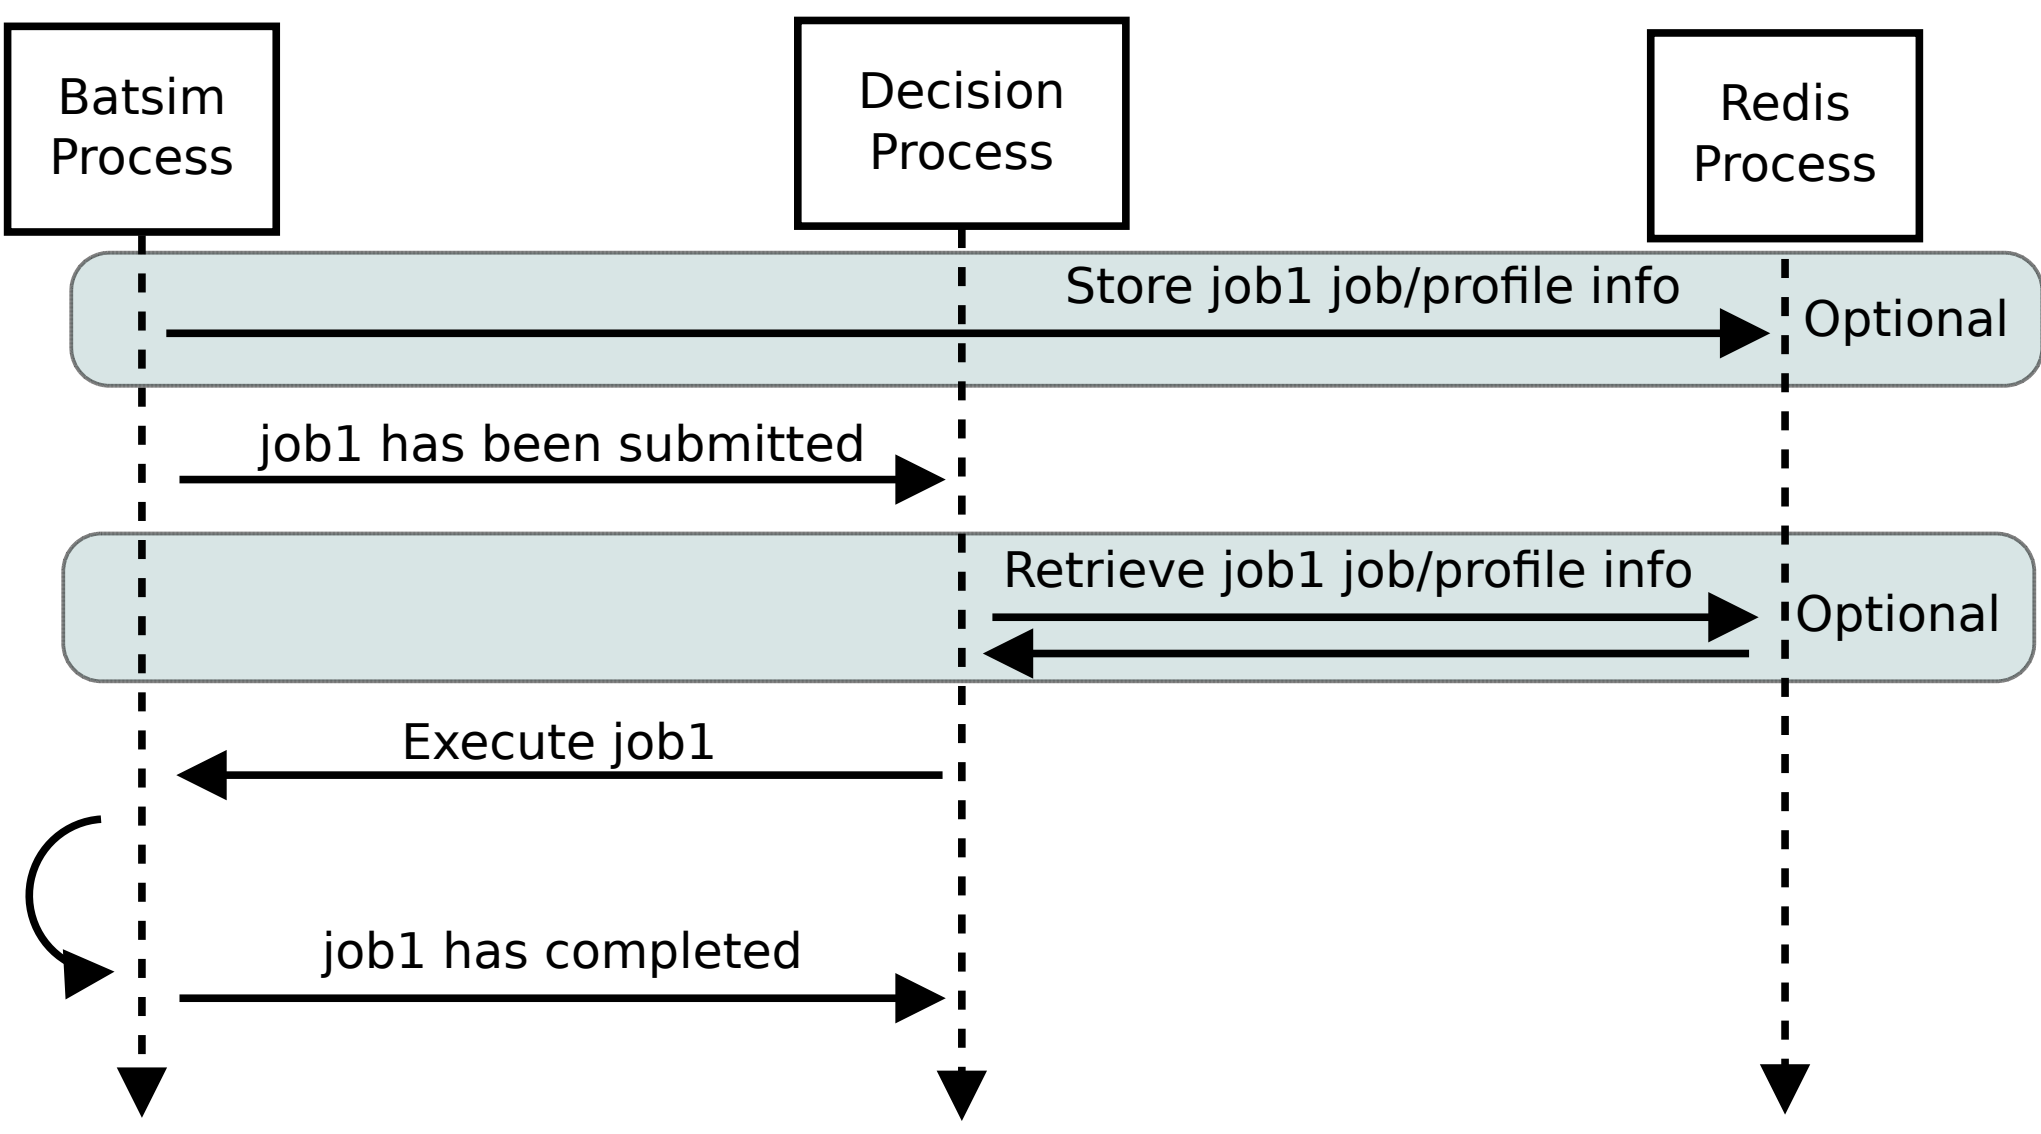 Batsim
Process
Decision
Process
Redis
Process
Store job1 job/profile info
Optional
job1 has been submitted
Retrieve job1 job/profile info
Optional
Execute job1
job1 has completed